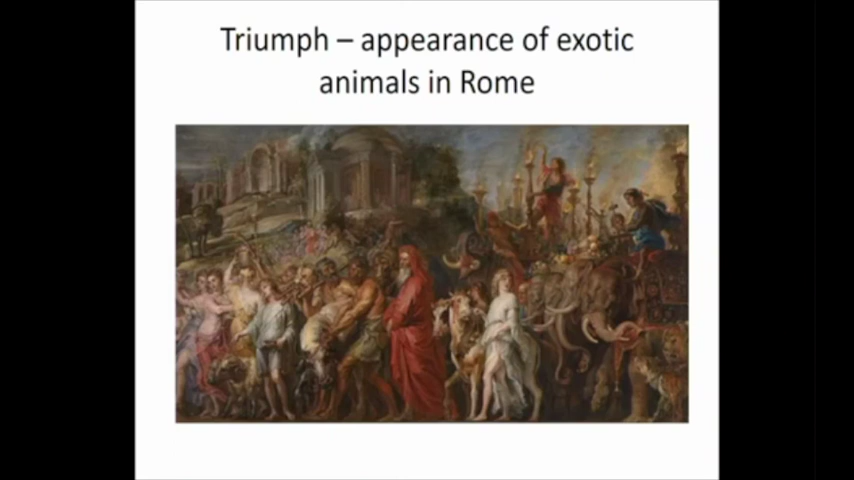 Triumph – appearance of exotic
animals in Rome